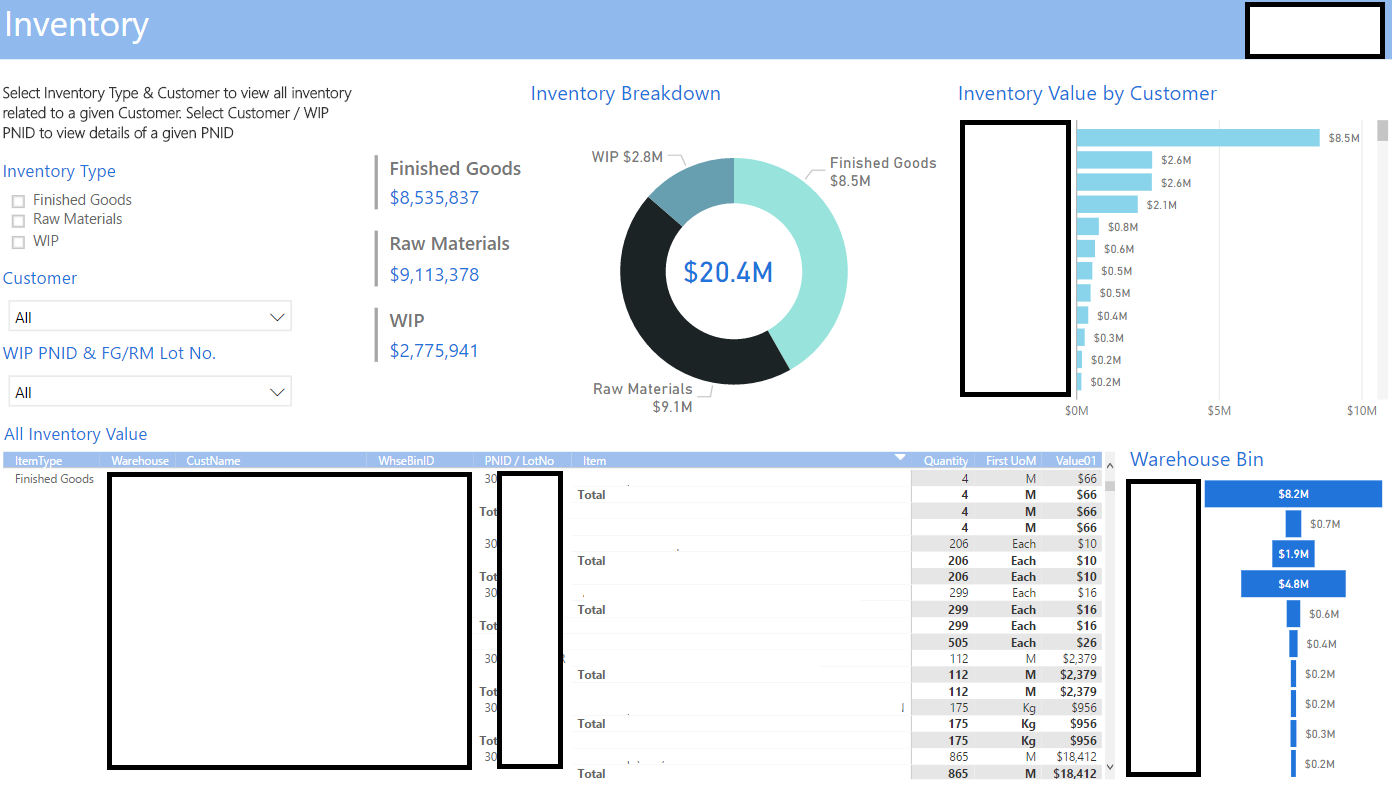 Inventory
Select Inventory Type & Customer to view all inventory
related to a given Customer. Select Customer / WIP
PNID to view details of a given PNID
Inventory Type
Finished Goods
Raw Materials
WIP
Customer
All
WIP PNID & FG/RM Lot No.
All
Finished Goods
$8,535,837
Raw Materials
$9,113,378
WIP
$2,775,941
Inventory Breakdown
WIP $2.8M
Finished Goods
$8.5M
$20.4M
Raw Materials
$9.1M
Inventory Value by Customer
$8.5M
$2.6M
$2.6M
$2.1M
$0.8M
$0.6M
$0.5M
$0.5M
$0.4M
$0.3M
$0.2M
$0.2M
$0M $5M $10M
All Inventory Value
ItemType Warehouse CustName WhseBinID PNID / LotNo Item Quantity First UoM Value01
Finished Goods 30 4 M $66
Total 4 M $66
Tot 4 M $66
4 M $66
30 206 Each $10
Total 206 Each $10
Tot 206 Each $10
30 299 Each $16
Total 299 Each $16
Tot 299 Each $16
505 Each $26
30 112 M $2,379
Total 112 M $2,379
Tot 112 M $2,379
30 175 Kg $956
Total 175 Kg $956
Tot 175 Kg $956
30 865 M $18,412
Total 865 M $18,412
Warehouse Bin
$8.2M
$0.7M
$1.9M
$4.8M
$0.6M
$0.4M
$0.2M
$0.2M
$0.3M
$0.2M